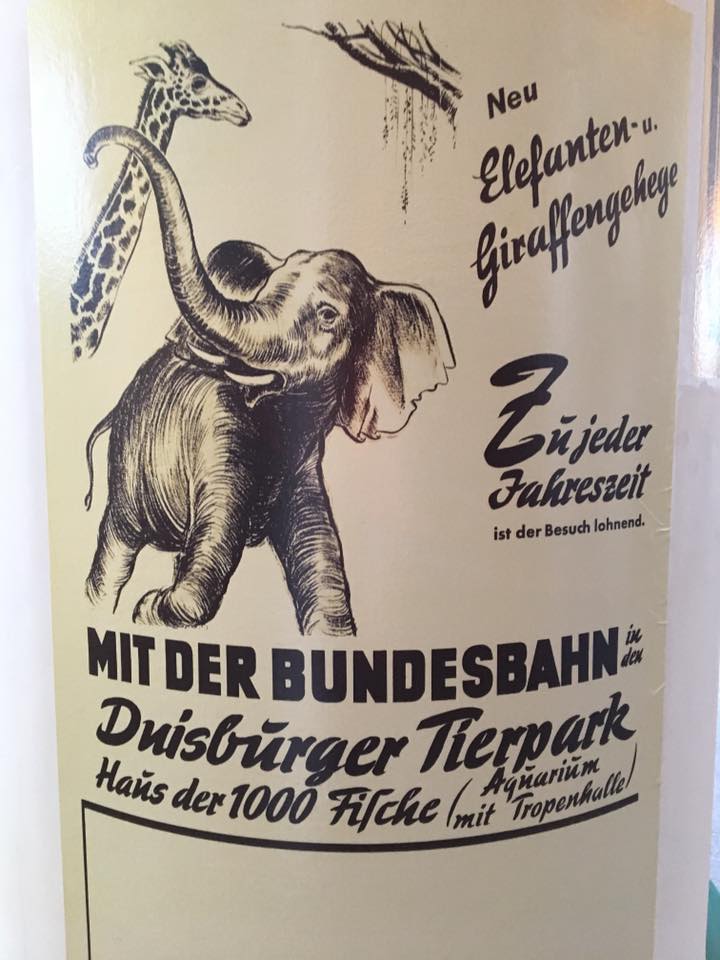 Neu
Elefanten- u.
Giraffengehege
Zu jeder
Jahreszeit
ist der Besuch lohnend.
MIT DER BUNDESBAHN in den
Duisburger Tierpark
Haus der 1000 Fiſche (Aquarium
mit Tropenhalle)